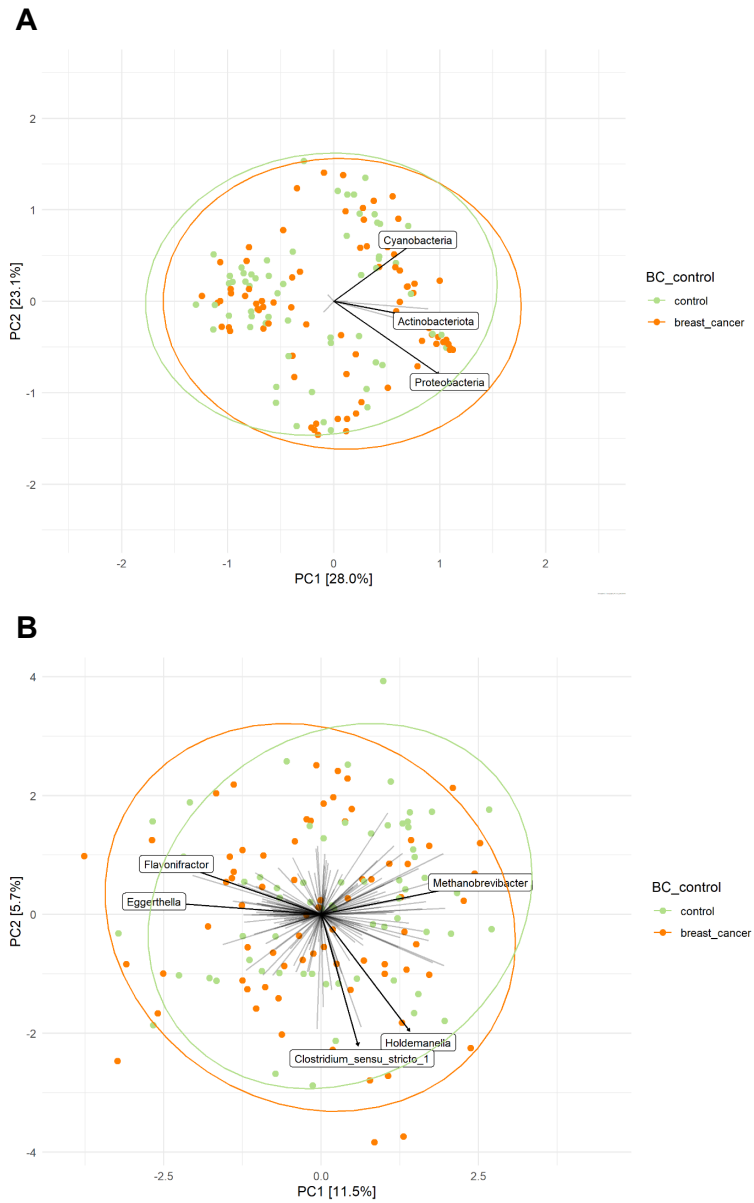 A
2
1
0
-1
-2
PC2 [23.1%]
Cyanobacteria
Actinobacteriota
Proteobacteria
-2
-1
0
1
2
PC1 [28.0%]
BC_control
control
breast_cancer
B
4
2
0
-2
-4
PC2 [5.7%]
Flavonifractor
Eggerthella
Methanobrevibacter
Holdemanella
Clostridium_sensu_stricto_1
-2.5
0.0
2.5
PC1 [11.5%]
BC_control
control
breast_cancer